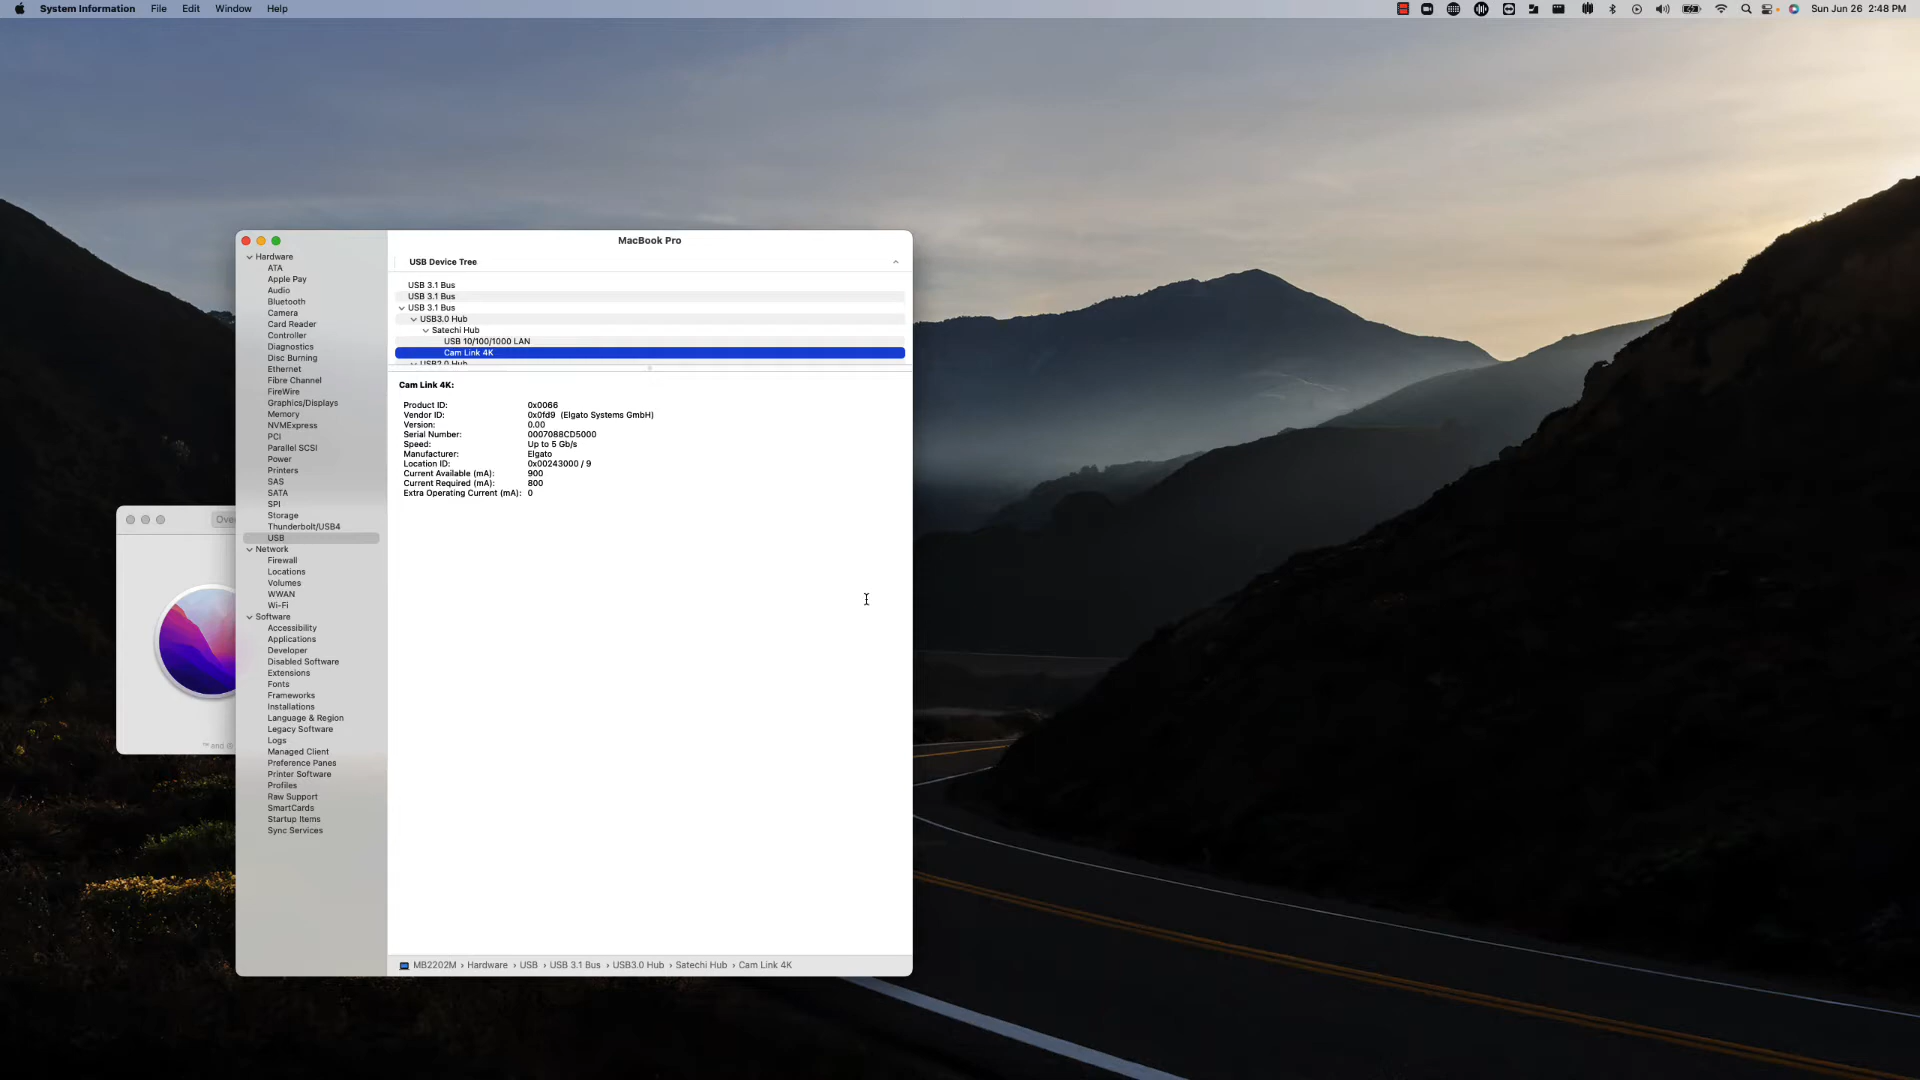 System Information File Edit Window Help
Sun Jun 26 2:48 PM
MacBook Pro
Hardware
ATA
Apple Pay
Audio
Bluetooth
Camera
Card Reader
Controller
Diagnostics
Disc Burning
Ethernet
Fibre Channel
FireWire
Graphics/Displays
Memory
NVMExpress
PCI
Parallel SCSI
Power
Printers
SAS
SATA
SPI
Storage
Thunderbolt/USB4
USB
Network
Firewall
Locations
Volumes
WWAN
Wi-Fi
Software
Accessibility
Applications
Developer
Disabled Software
Extensions
Fonts
Frameworks
Installations
Language & Region
Legacy Software
Logs
Managed Client
Preference Panes
Printer Software
Profiles
Raw Support
SmartCards
Startup Items
Sync Services
USB Device Tree
USB 3.1 Bus
USB 3.1 Bus
USB 3.1 Bus
USB3.0 Hub
Satechi Hub
USB 10/100/1000 LAN
Cam Link 4K
USB2.0 Hub
Cam Link 4K:
Product ID: 0x0066
Vendor ID: 0x0fd9 (Elgato Systems GmbH)
Version: 0.00
Serial Number: 0007088CD5000
Speed: Up to 5 Gb/s
Manufacturer: Elgato
Location ID: 0x00243000 / 9
Current Available (mA): 900
Current Required (mA): 800
Extra Operating Current (mA): 0
MB2202M › Hardware › USB › USB 3.1 Bus › USB3.0 Hub › Satechi Hub › Cam Link 4K
Ove
™ and ©